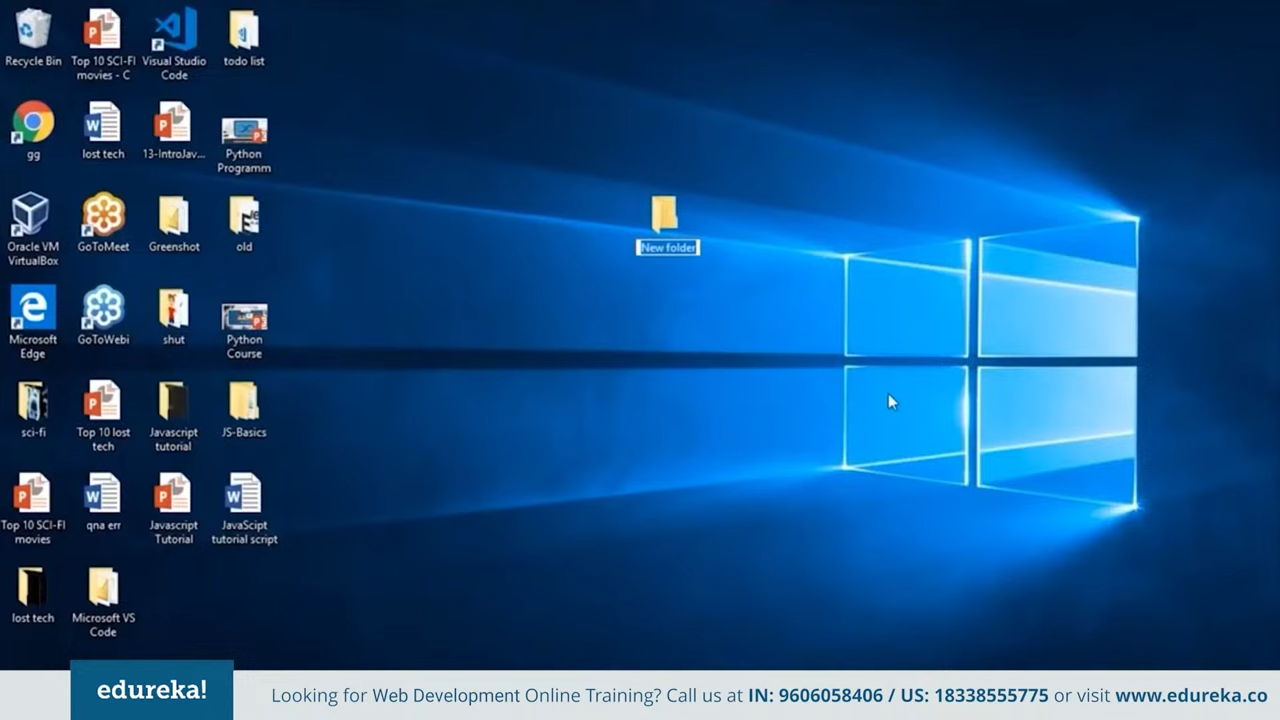 Recycle Bin
Top 10 SCI-FI
movies - C
Visual Studio
Code
todo list
gg
lost tech
13-IntroJav...
Python
Programm
Oracle VM
VirtualBox
GoToMeet
Greenshot
old
New folder
Microsoft
Edge
GoToWebi
shut
Python
Course
sci-fi
Top 10 lost
tech
Javascript
tutorial
JS-Basics
Top 10 SCI-FI
movies
qna err
Javascript
Tutorial
JavaScipt
tutorial script
lost tech
Microsoft VS
Code
edureka!
Looking for Web Development Online Training? Call us at IN: 9606058406 / US: 18338555775 or visit www.edureka.co